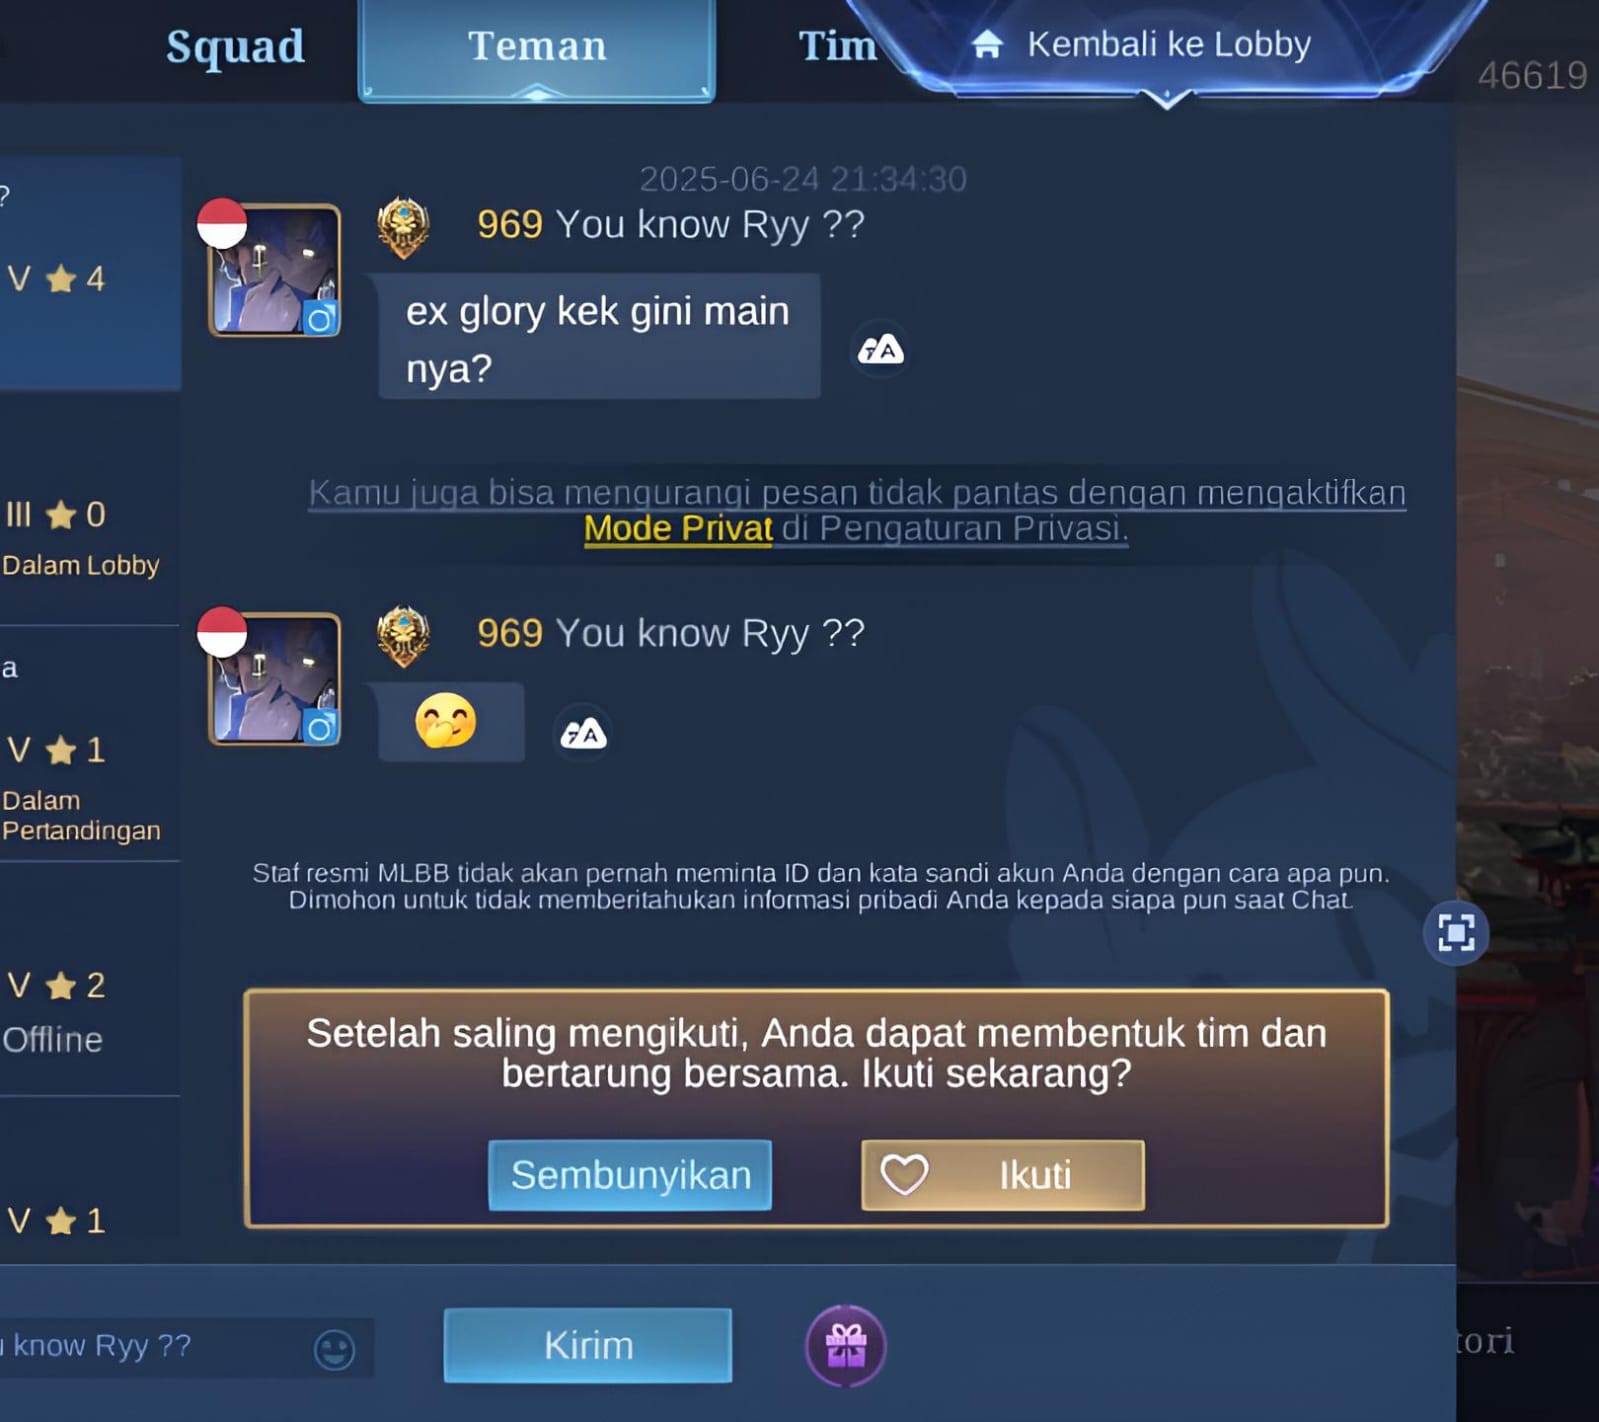 Squad
Teman
Tim
Kembali ke Lobby
46619
?
V 4
III 0
Dalam Lobby
a
V 1
Dalam
Pertandingan
V 2
Offline
V 1
2025-06-24 21:34:30
969 You know Ryy ??
ex glory kek gini main
nya?
Kamu juga bisa mengurangi pesan tidak pantas dengan mengaktifkan
Mode Privat di Pengaturan Privasi.
969 You know Ryy ??
Staf resmi MLBB tidak akan pernah meminta ID dan kata sandi akun Anda dengan cara apa pun.
Dimohon untuk tidak memberitahukan informasi pribadi Anda kepada siapa pun saat Chat.
Setelah saling mengikuti, Anda dapat membentuk tim dan
bertarung bersama. Ikuti sekarang?
Sembunyikan
Ikuti
know Ryy ??
Kirim
tori